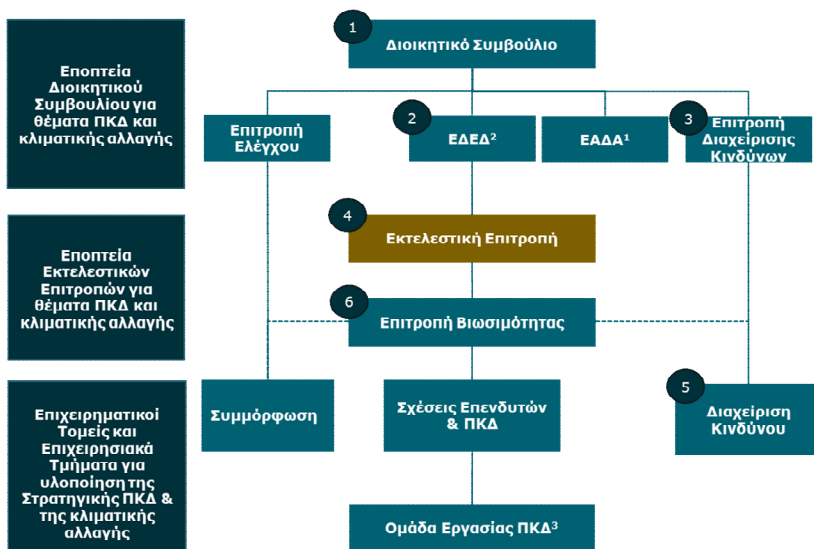 Εποπτεία
Διοικητικού
Συμβουλίου για
θέματα ΠΚΔ και
κλιματικής αλλαγής
1
Διοικητικό Συμβούλιο
Επιτροπή
Ελέγχου
2
ΕΔΕΔ²
ΕΑΔΑ¹
3
Επιτροπή
Διαχείρισης
Κινδύνων
Εποπτεία
Εκτελεστικών
Επιτροπών για
θέματα ΠΚΔ και
κλιματικής αλλαγής
4
Εκτελεστική Επιτροπή
6
Επιτροπή Βιωσιμότητας
Επιχειρηματικοί
Τομείς και
Επιχειρησιακά
Τμήματα για
υλοποίηση της
Στρατηγικής ΠΚΔ &
της κλιματικής
αλλαγής
Συμμόρφωση
Σχέσεις Επενδυτών
& ΠΚΔ
5
Διαχείριση
Κινδύνου
Ομάδα Εργασίας ΠΚΔ³